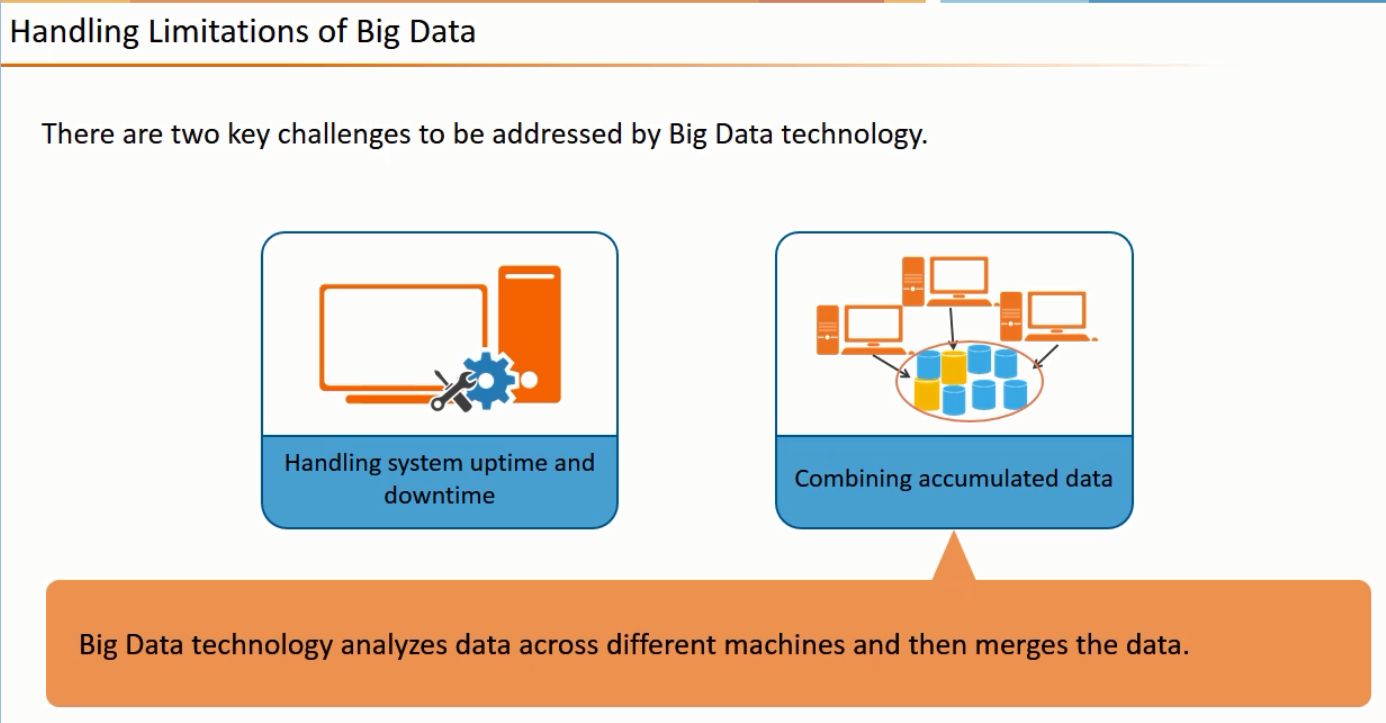 Handling Limitations of Big Data
There are two key challenges to be addressed by Big Data technology.
Handling system uptime and
downtime
Combining accumulated data
Big Data technology analyzes data across different machines and then merges the data.